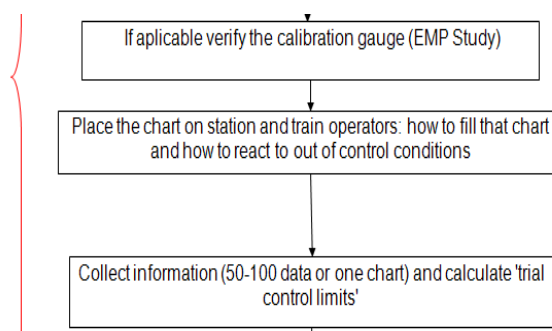 If aplicable verify the calibration gauge (EMP Study)
Place the chart on station and train operators: how to fill that chart
and how to react to out of control conditions
Collect information (50-100 data or one chart) and calculate 'trial
control limits'